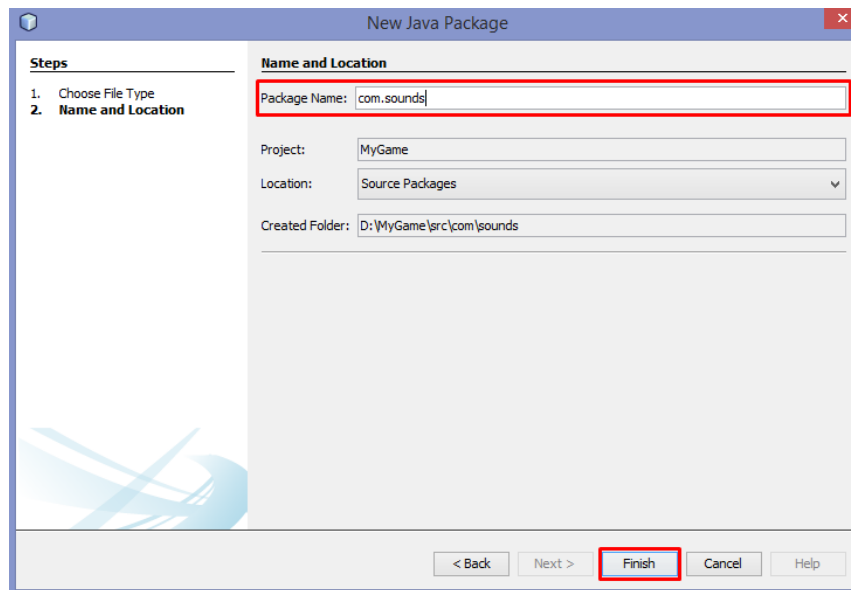 New Java Package
Steps
1. Choose File Type
2. Name and Location
Name and Location
Package Name: com.sounds
Project: MyGame
Location: Source Packages
Created Folder: D:\MyGame\src\com\sounds
< Back Next > Finish Cancel Help